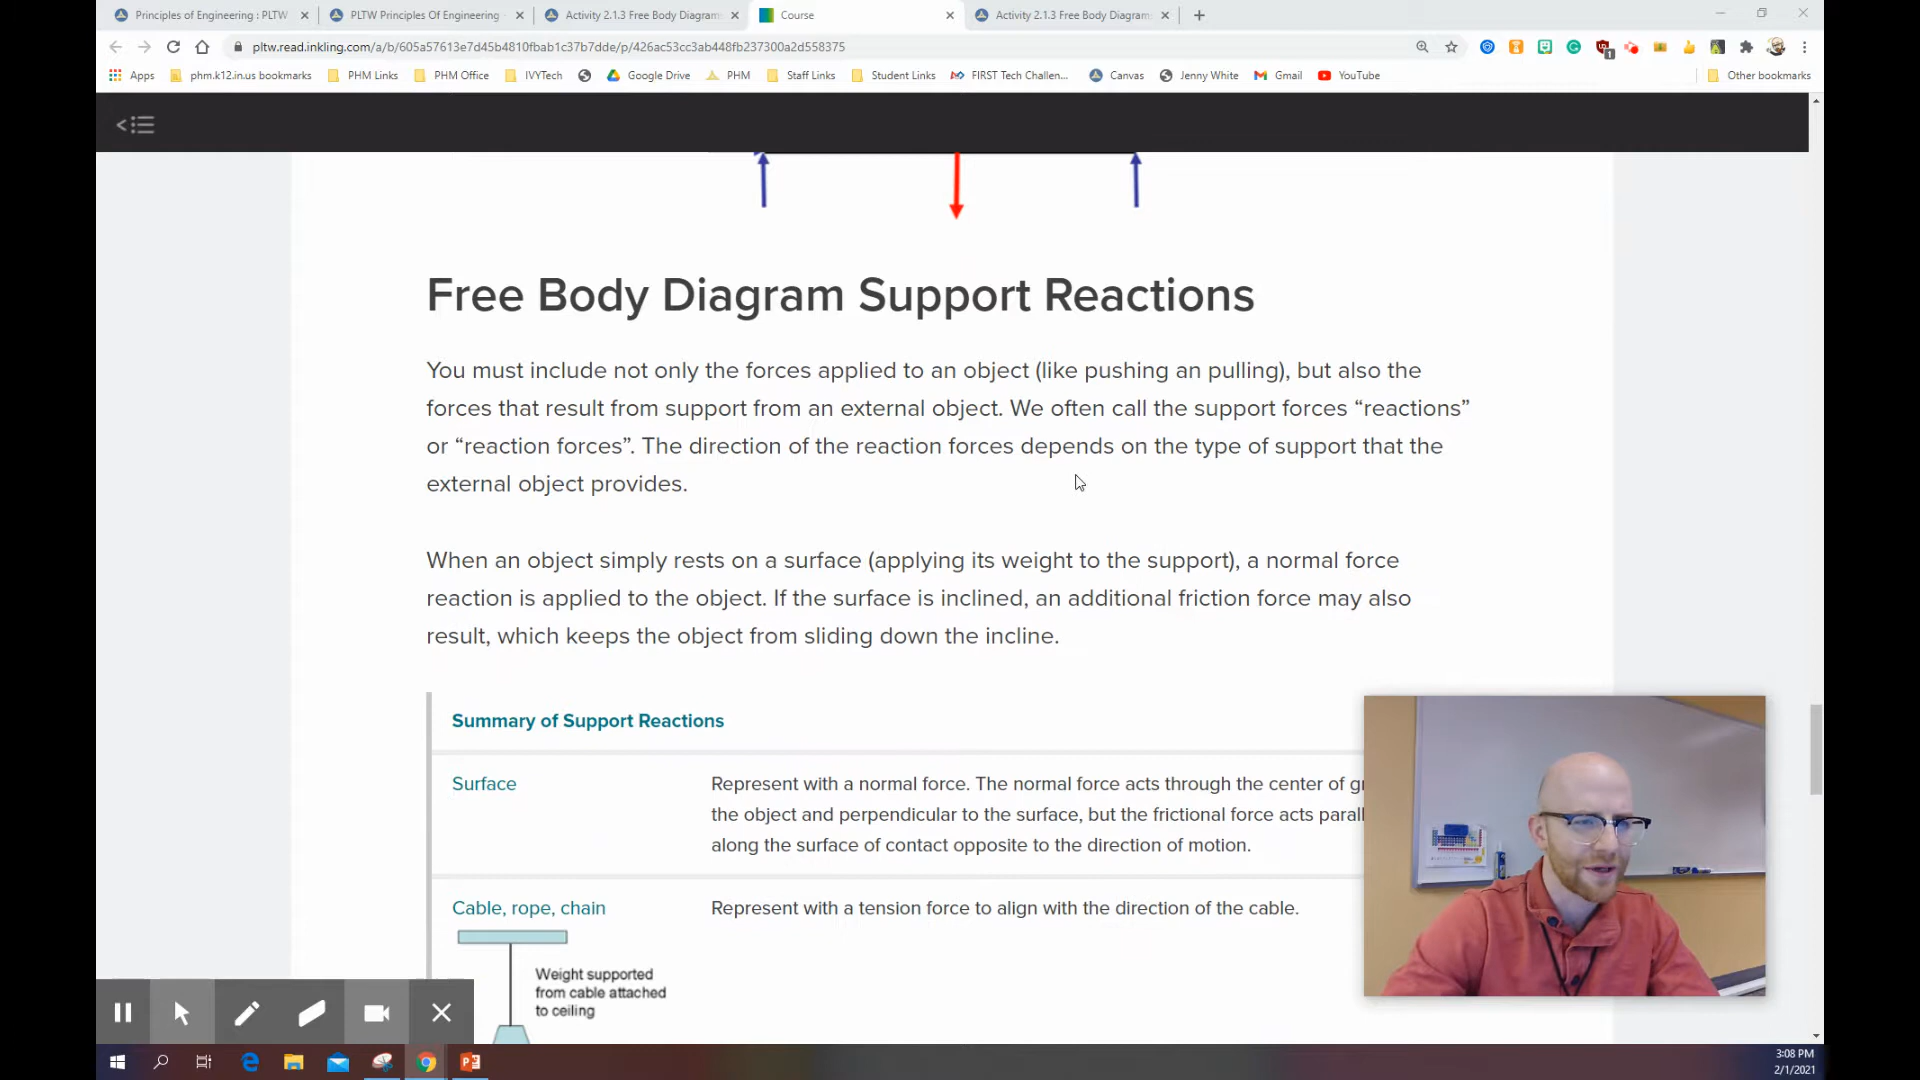 Principles of Engineering : PLTW
PLTW Principles Of Engineering
Activity 2.1.3 Free Body Diagram
Course
Activity 2.1.3 Free Body Diagram
pltw.read.inkling.com/a/b/605a57613e7d45b4810fbab1c37b7dde/p/426ac53cc3ab448fb237300a2d558375
Apps
phm.k12.in.us bookmarks
PHM Links
PHM Office
IVYTech
Google Drive
PHM
Staff Links
Student Links
FIRST Tech Challen...
Canvas
Jenny White
Gmail
YouTube
Other bookmarks
Free Body Diagram Support Reactions
You must include not only the forces applied to an object (like pushing an pulling), but also the
forces that result from support from an external object. We often call the support forces “reactions”
or “reaction forces”. The direction of the reaction forces depends on the type of support that the
external object provides.
When an object simply rests on a surface (applying its weight to the support), a normal force
reaction is applied to the object. If the surface is inclined, an additional friction force may also
result, which keeps the object from sliding down the incline.
Summary of Support Reactions
Surface
Represent with a normal force. The normal force acts through the center of gr
the object and perpendicular to the surface, but the frictional force acts paral
along the surface of contact opposite to the direction of motion.
Cable, rope, chain
Represent with a tension force to align with the direction of the cable.
Weight supported
from cable attached
to ceiling
3:08 PM
2/1/2021